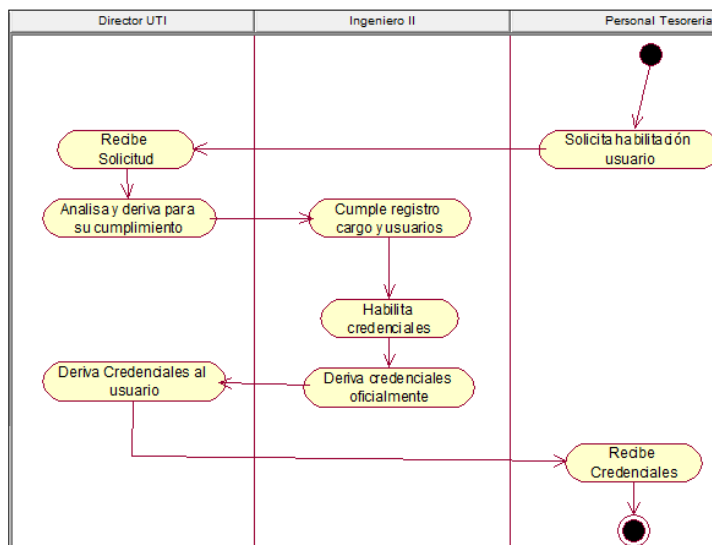 Director UTI
Ingeniero II
Personal Tesoreria
Solicita habilitación
usuario
Recibe
Solicitud
Analisa y deriva para
su cumplimiento
Cumple registro
cargo y usuarios
Habilita
credenciales
Deriva credenciales
oficialmente
Deriva Credenciales al
usuario
Recibe
Credenciales